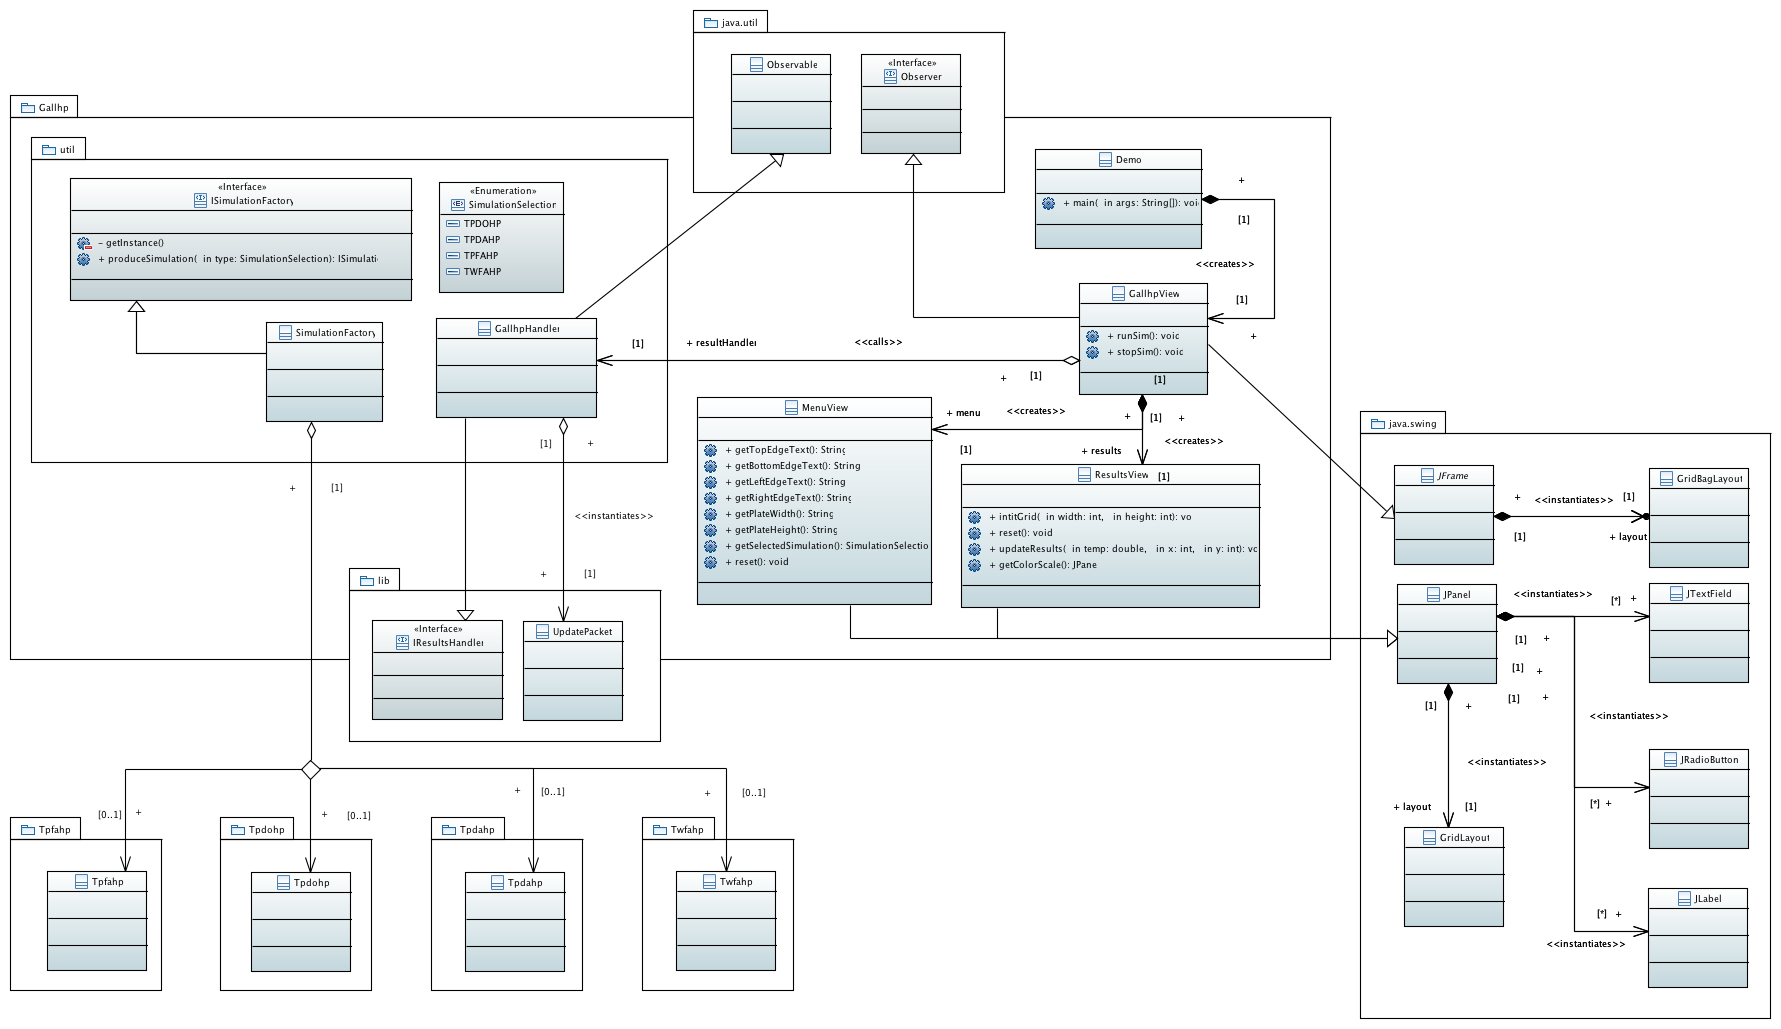 java.util
Observable
«Interface»
Observer
Gallhp
util
«Interface»
ISimulationFactory
- getInstance()
+ produceSimulation(  in type: SimulationSelection): ISimulati
«Enumeration»
SimulationSelection
TPDOHP
TPDAHP
TPFAHP
TWFAHP
Demo
+ main(  in args: String[]): voi
+
[1]
<<creates>>
[1]
+
SimulationFactory
GallhpHandler
GallhpView
+ runSim(): void
+ stopSim(): void
[1]
[1]
+ resultHandler
<<calls>>
+
[1]
MenuView
+ getTopEdgeText(): String
+ getBottomEdgeText(): String
+ getLeftEdgeText(): String
+ getRightEdgeText(): String
+ getPlateWidth(): String
+ getPlateHeight(): String
+ getSelectedSimulation(): SimulationSelectio
+ reset(): void
+ menu
<<creates>>
+
[1]
+
[1]
<<creates>>
+ results
ResultsView
[1]
+ intitGrid(  in width: int,   in height: int): vo
+ reset(): void
+ updateResults(  in temp: double,   in x: int,   in y: int): vo
+ getColorScale(): JPane
[1]
+
+
[1]
<<instantiates>>
+
[1]
lib
«Interface»
IResultsHandler
UpdatePacket
java.swing
JFrame
+
<<instantiates>>
[1]
[1]
+ layout
GridBagLayout
JPanel
<<instantiates>>
[*]
+
JTextField
[1]
+
[1]
+
[1]
+
[1]
+
<<instantiates>>
<<instantiates>>
JRadioButton
[*]
+
+ layout
[1]
GridLayout
JLabel
[*]
+
<<instantiates>>
[0..1]
+
+
[0..1]
+
[0..1]
+
[0..1]
Tpfahp
Tpfahp
Tpdohp
Tpdohp
Tpdahp
Tpdahp
Twfahp
Twfahp